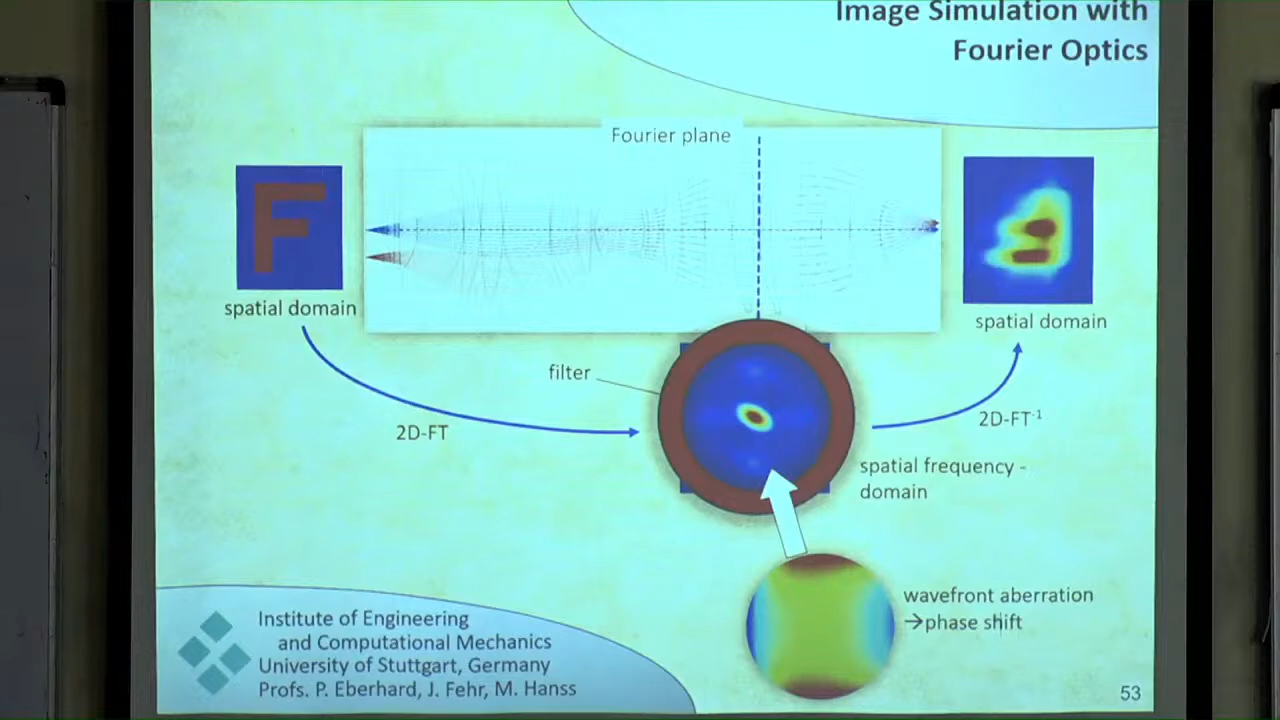 Image Simulation with
Fourier Optics
Fourier plane
F
spatial domain
spatial domain
filter
2D-FT
2D-FT-1
spatial frequency -
domain
wavefront aberration
→phase shift
Institute of Engineering
and Computational Mechanics
University of Stuttgart, Germany
Profs. P. Eberhard, J. Fehr, M. Hanss
53